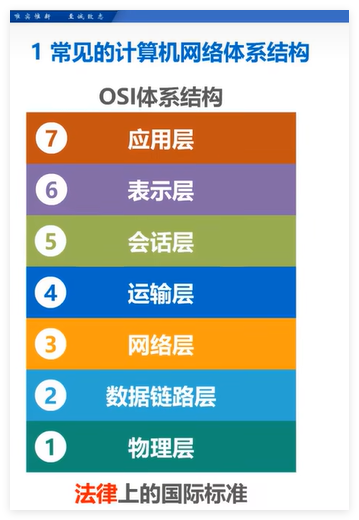 唯实惟新 至诚致志
1 常见的计算机网络体系结构
OSI体系结构
7 应用层
6 表示层
5 会话层
4 运输层
3 网络层
2 数据链路层
1 物理层
法律上的国际标准